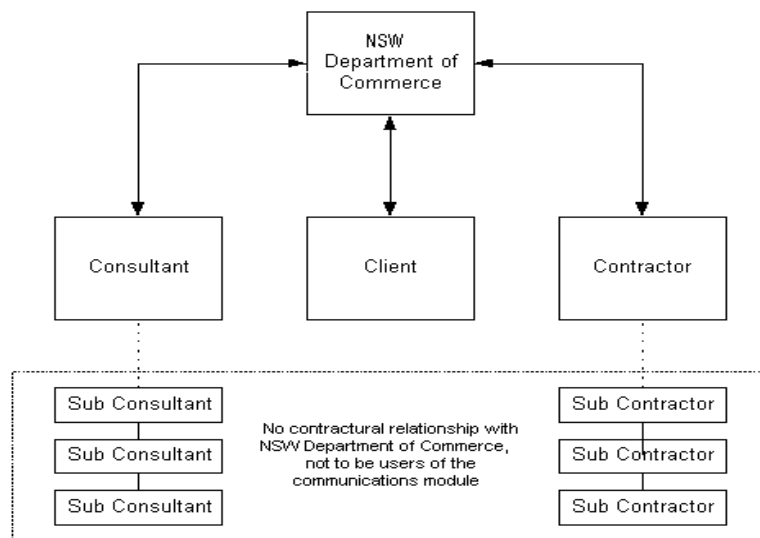 NSW
Department of
Commerce
Consultant
Client
Contractor
Sub Consultant
Sub Consultant
Sub Consultant
No contractural relationship with
NSW Department of Commerce,
not to be users of the
communications module
Sub Contractor
Sub Contractor
Sub Contractor